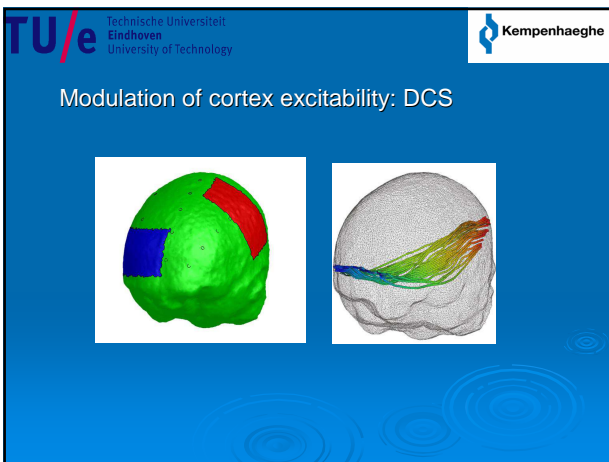 TU/e
Technische Universiteit
Eindhoven
University of Technology
Kempenhaeghe
Modulation of cortex excitability: DCS